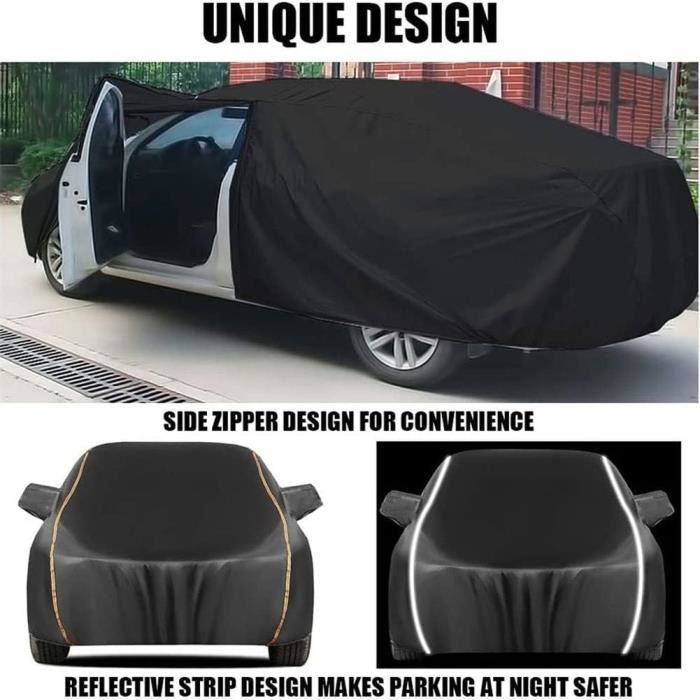 UNIQUE DESIGN
SIDE ZIPPER DESIGN FOR CONVENIENCE
REFLECTIVE STRIP DESIGN MAKES PARKING AT NIGHT SAFER